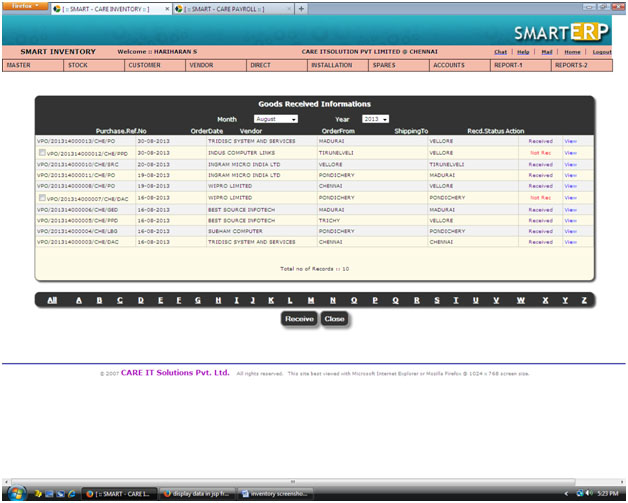 firefox
[ :: SMART - CARE INVENTORY :: ] × [ :: SMART - CARE PAYROLL :: ] × +
SMARTERP
SMART INVENTORY Welcome :: HARIHARAN S CARE ITSOLUTION PVT LIMITED @ CHENNAI Chat | Help | Mail | Home | Logout
MASTER STOCK CUSTOMER VENDOR DIRECT INSTALLATION SPARES ACCOUNTS REPORT-1 REPORTS-2
Goods Received Informations
Month August Year 2013
Purchase.Ref.No OrderDate Vendor OrderFrom ShippingTo Recd.Status Action
VPO/201314000013/CHE/PO 30-08-2013 TRIDISC SYSTEM AND SERVICES MADURAI VELLORE Received View
VPO/201314000012/CHE/PPD 30-08-2013 INDUS COMPUTER LINKS TIRUNELVELI VELLORE Not Rec View
VPO/201314000010/CHE/SRC 20-08-2013 INGRAM MICRO INDIA LTD VELLORE TIRUNELVELI Received View
VPO/201314000011/CHE/PO 19-08-2013 INGRAM MICRO INDIA LTD PONDICHERY MADURAI Received View
VPO/201314000008/CHE/PO 19-08-2013 WIPRO LIMITED CHENNAI VELLORE Received View
VPO/201314000007/CHE/DAC 16-08-2013 WIPRO LIMITED PONDICHERY PONDICHERY Not Rec View
VPO/201314000006/CHE/GED 16-08-2013 BEST SOURCE INFOTECH MADURAI MADURAI Received View
VPO/201314000005/CHE/PPD 16-08-2013 BEST SOURCE INFOTECH TRICHY VELLORE Received View
VPO/201314000004/CHE/LBG 16-08-2013 SUBHAM COMPUTER PONDICHERY PONDICHERY Received View
VPO/201314000002/CHE/DAC 16-08-2013 TRIDISC SYSTEM AND SERVICES CHENNAI CHENNAI Received View
Total no of Records :: 10
All A B C D E F G H I J K L M N O P Q R S T U V W X Y Z
Receive Close
© 2007 CARE IT Solutions Pvt. Ltd. All rights reserved. This site best viewed with Microsoft Internet Explorer or Mozilla Firefox @ 1024 x 768 screen size.
[ :: SMART - CARE I... display data in jsp fr... inventory screensho... 5:23 PM